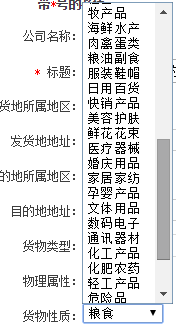 带*号的
牧产品
海鲜水产
公司名称:
肉禽蛋类
粮油副食
* 标题:
服装鞋帽
日用百货
货地所属地区:
快销产品
美容护肤
发货地地址:
鲜花花束
医疗器械
的地所属地区:
婚庆用品
家居家纺
孕婴产品
目的地地址:
文体用品
数码电子
货物类型:
通讯器材
化工产品
物理属性:
化肥农药
轻工产品
危险品
货物性质:
粮食